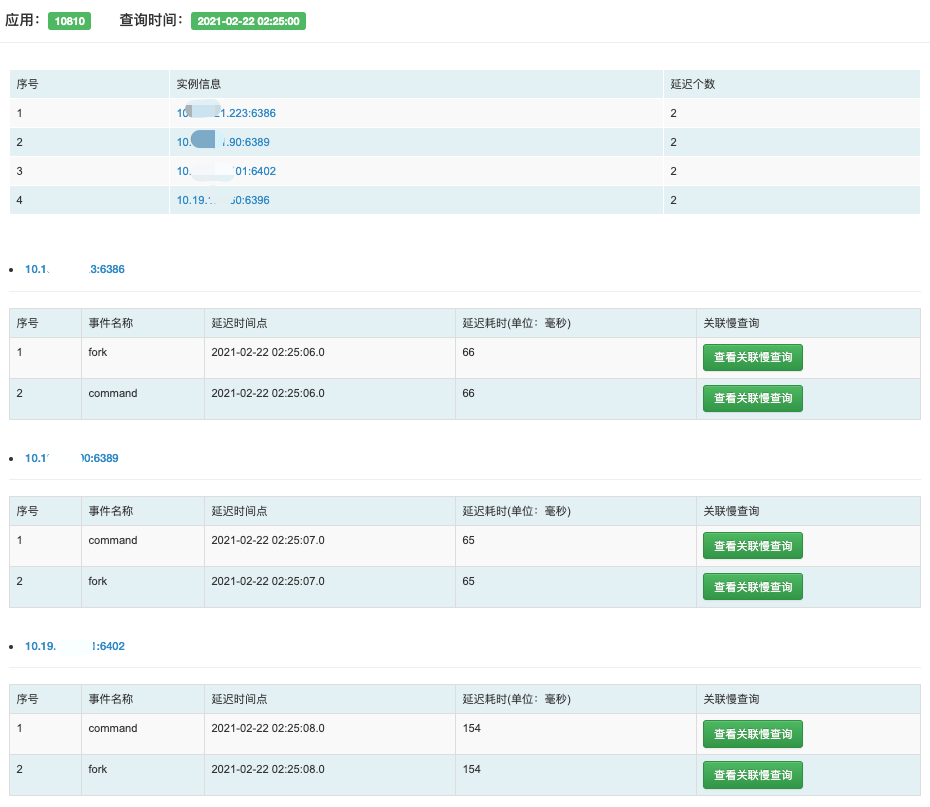 应用： 10810 查询时间： 2021-02-22 02:25:00
序号 实例信息 延迟个数
1 10. 1.223:6386 2
2 10. .90:6389 2
3 10. 01:6402 2
4 10.19. 60:6396 2
10.1 3:6386
序号 事件名称 延迟时间点 延迟耗时(单位：毫秒) 关联慢查询
1 fork 2021-02-22 02:25:06.0 66 查看关联慢查询
2 command 2021-02-22 02:25:06.0 66 查看关联慢查询
10.1 0:6389
序号 事件名称 延迟时间点 延迟耗时(单位：毫秒) 关联慢查询
1 command 2021-02-22 02:25:07.0 65 查看关联慢查询
2 fork 2021-02-22 02:25:07.0 65 查看关联慢查询
10.19. :6402
序号 事件名称 延迟时间点 延迟耗时(单位：毫秒) 关联慢查询
1 command 2021-02-22 02:25:08.0 154 查看关联慢查询
2 fork 2021-02-22 02:25:08.0 154 查看关联慢查询